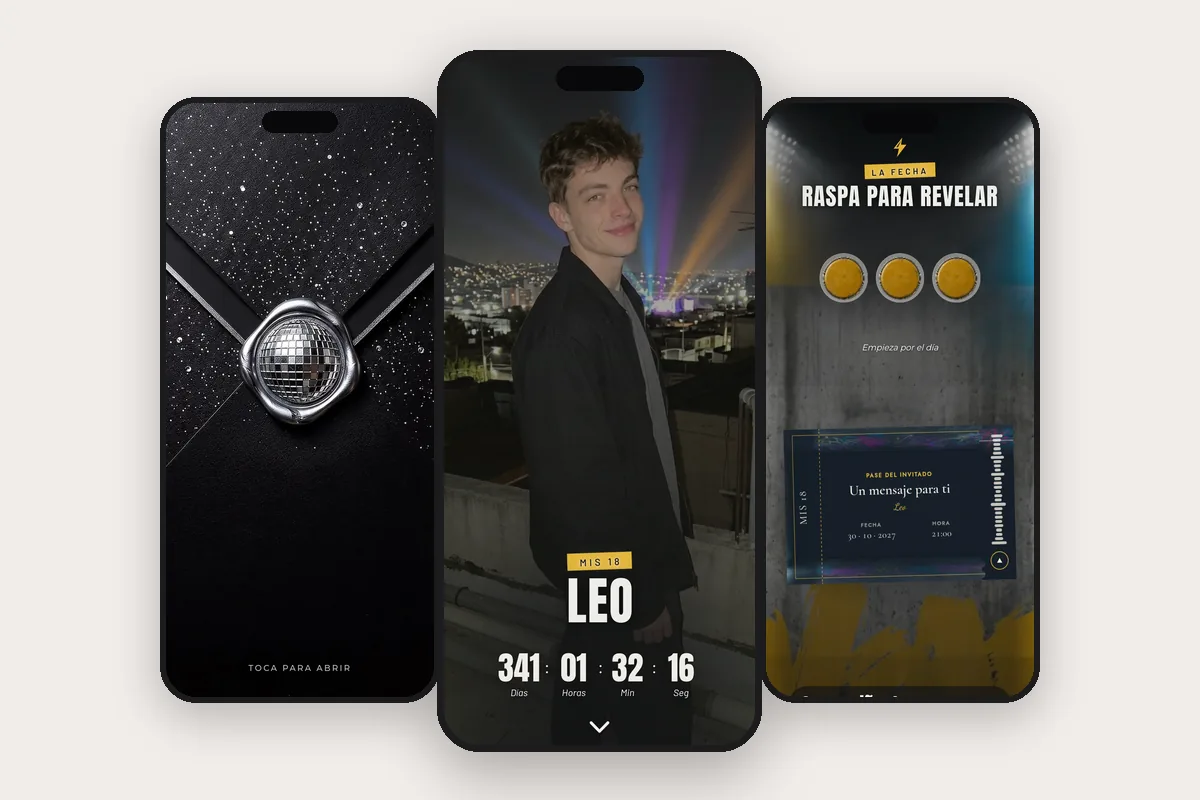 TOCA PARA ABRIR
MIS 18
LEO
341 : 01 : 32 : 16
Días Horas Min Seg
LA FECHA
RASPA PARA REVELAR
Empieza por el día
MIS 18
PASE DEL INVITADO
Un mensaje para ti
Leo
FECHA HORA
30 · 10 · 2027 21:00